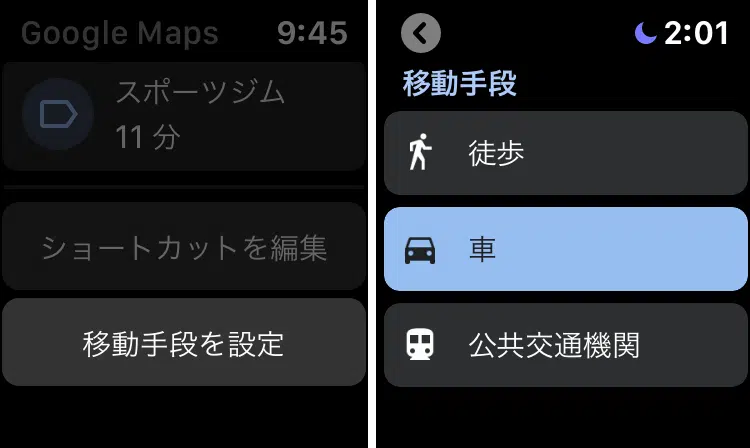 Google Maps 9:45
スポーツジム
11 分
ショートカットを編集
移動手段を設定
2:01
移動手段
徒歩
車
公共交通機関